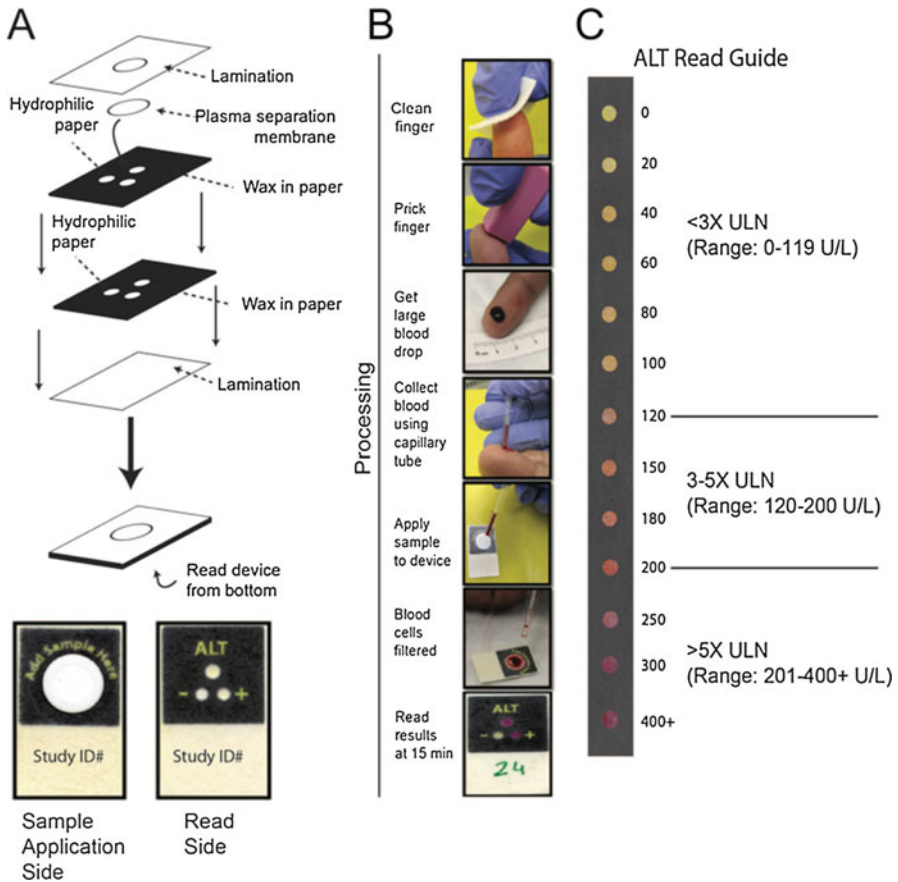 A
Lamination
Hydrophilic
paper
Plasma separation
membrane
Wax in paper
Hydrophilic
paper
Wax in paper
Lamination
Read device
from bottom
Add Sample Here
Study ID#
ALT
- +
Study ID#
Sample
Application
Side
Read
Side
B
Processing
Clean
finger
Prick
finger
Get
large
blood
drop
Collect
blood
using
capillary
tube
Apply
sample
to device
Blood
cells
filtered
Read
results
at 15 min
ALT
- +
24
C
ALT Read Guide
0
20
40
60
80
100
120
150
180
200
250
300
400+
<3X ULN
(Range: 0-119 U/L)
3-5X ULN
(Range: 120-200 U/L)
>5X ULN
(Range: 201-400+ U/L)